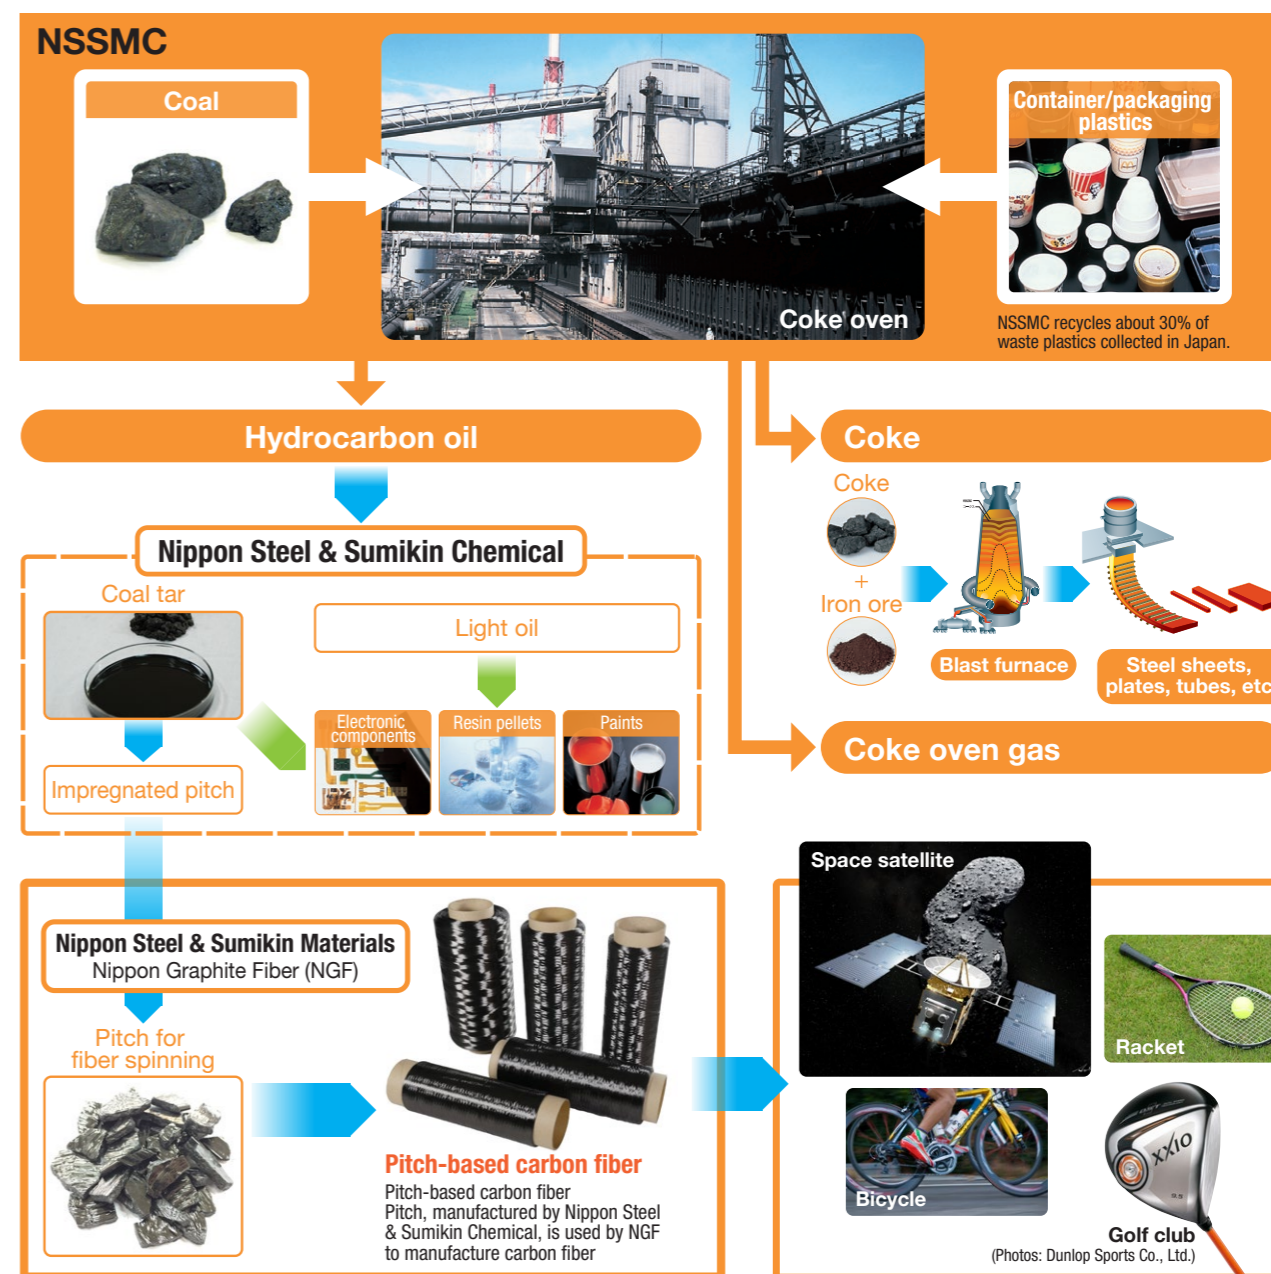 NSSMC
Coal
Coke oven
Container/packaging
plastics
NSSMC recycles about 30% of
waste plastics collected in Japan.
Hydrocarbon oil
Coke
Coke
+
Iron ore
Blast furnace
Steel sheets,
plates, tubes, etc
Nippon Steel & Sumikin Chemical
Coal tar
Light oil
Electronic
components
Resin pellets
Paints
Impregnated pitch
Coke oven gas
Nippon Steel & Sumikin Materials
Nippon Graphite Fiber (NGF)
Pitch for
fiber spinning
Pitch-based carbon fiber
Pitch-based carbon fiber
Pitch, manufactured by Nippon Steel
& Sumikin Chemical, is used by NGF
to manufacture carbon fiber
Space satellite
Racket
Bicycle
XXIO
9.5
Golf club
(Photos: Dunlop Sports Co., Ltd.)